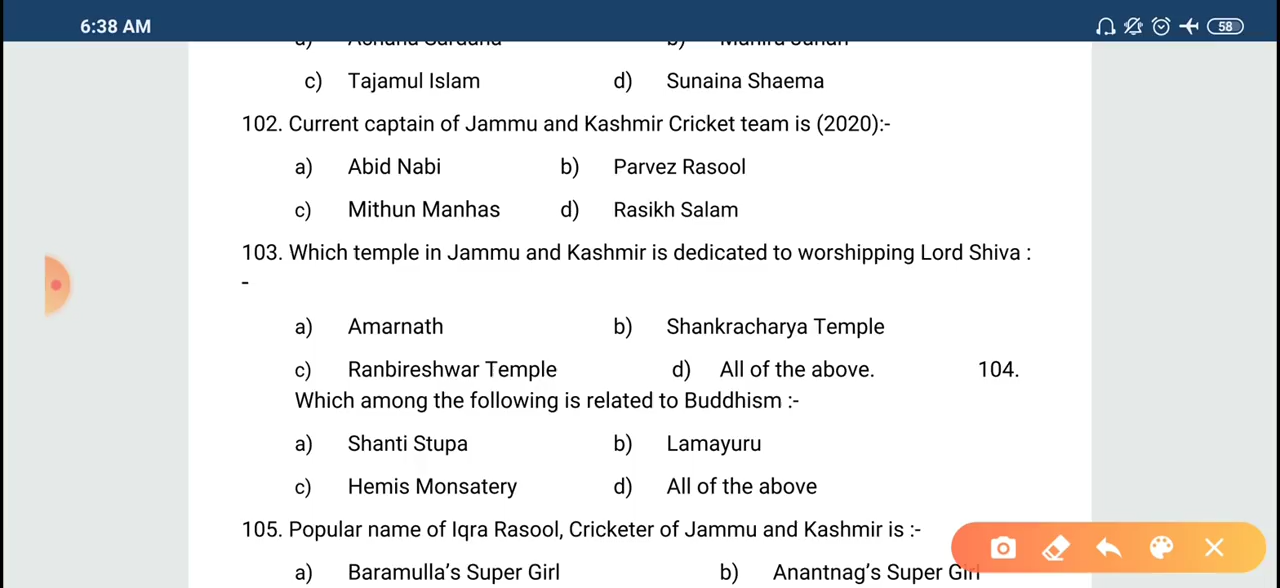 6:38 AM 58
c) Tajamul Islam d) Sunaina Shaema
102. Current captain of Jammu and Kashmir Cricket team is (2020):-
a) Abid Nabi b) Parvez Rasool
c) Mithun Manhas d) Rasikh Salam
103. Which temple in Jammu and Kashmir is dedicated to worshipping Lord Shiva :
-
a) Amarnath b) Shankracharya Temple
c) Ranbireshwar Temple d) All of the above. 104.
Which among the following is related to Buddhism :-
a) Shanti Stupa b) Lamayuru
c) Hemis Monsatery d) All of the above
105. Popular name of Iqra Rasool, Cricketer of Jammu and Kashmir is :-
a) Baramulla's Super Girl b) Anantnag's Super Girl